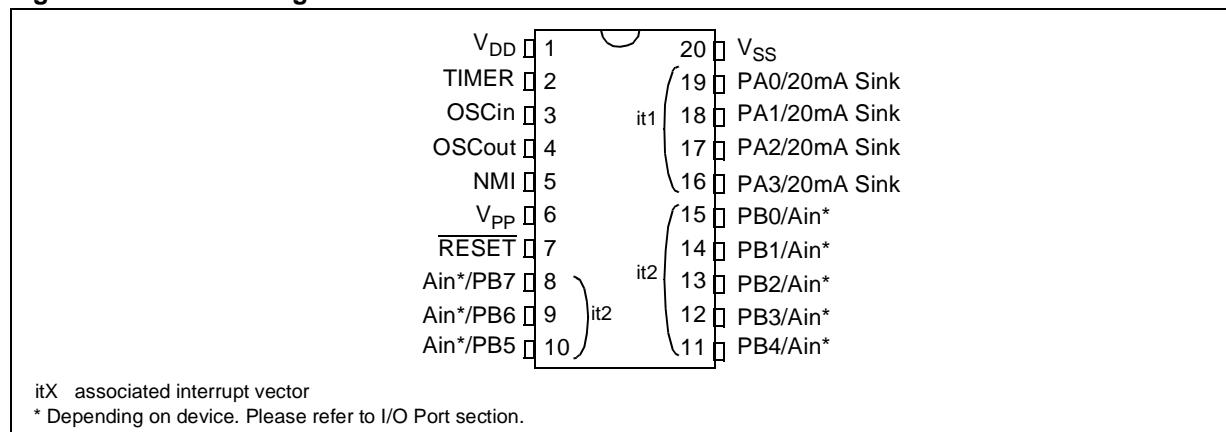 V_DD 1 20 V_SS
TIMER 2 19 PA0/20mA Sink
OSCin 3 it1 18 PA1/20mA Sink
OSCout 4 17 PA2/20mA Sink
NMI 5 16 PA3/20mA Sink
V_PP 6 15 PB0/Ain*
RESET 7 14 PB1/Ain*
Ain*/PB7 8 it2 13 PB2/Ain*
Ain*/PB6 9 it2 12 PB3/Ain*
Ain*/PB5 10 11 PB4/Ain*
itX associated interrupt vector
* Depending on device. Please refer to I/O Port section.